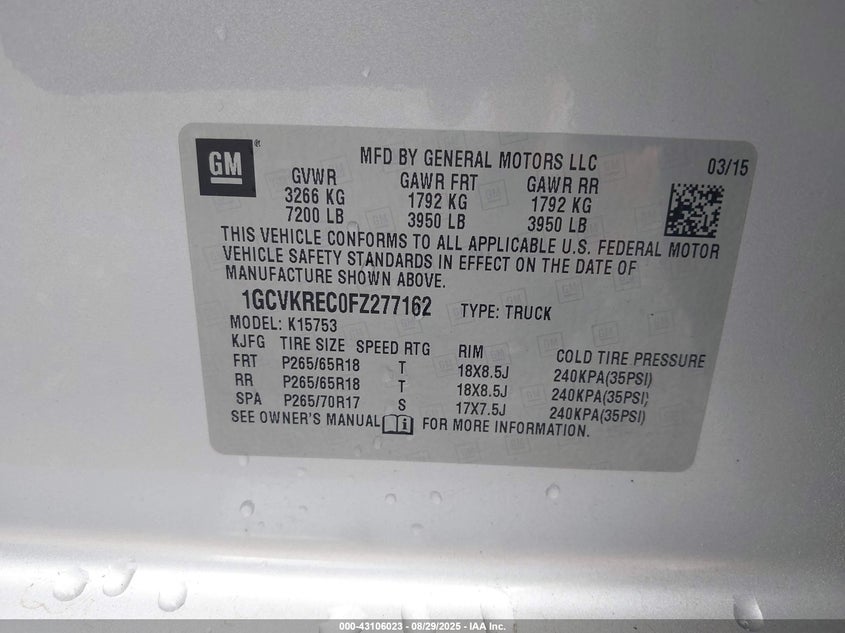 GM ®
MFD BY GENERAL MOTORS LLC 03/15
GVWR GAWR FRT GAWR RR
3266 KG 1792 KG 1792 KG
7200 LB 3950 LB 3950 LB
THIS VEHICLE CONFORMS TO ALL APPLICABLE U.S. FEDERAL MOTOR
VEHICLE SAFETY STANDARDS IN EFFECT ON THE DATE OF
MANUFACTURE SHOWN ABOVE.
1GCVKREC0FZ277162 TYPE: TRUCK
MODEL: K15753
KJFG TIRE SIZE SPEED RTG RIM COLD TIRE PRESSURE
FRT P265/65R18 T 18X8.5J 240KPA(35PSI)
RR P265/65R18 T 18X8.5J 240KPA(35PSI)
SPA P265/70R17 S 17X7.5J 240KPA(35PSI)
SEE OWNER'S MANUAL i FOR MORE INFORMATION.
000-43106023 - 08/29/2025 - IAA Inc.